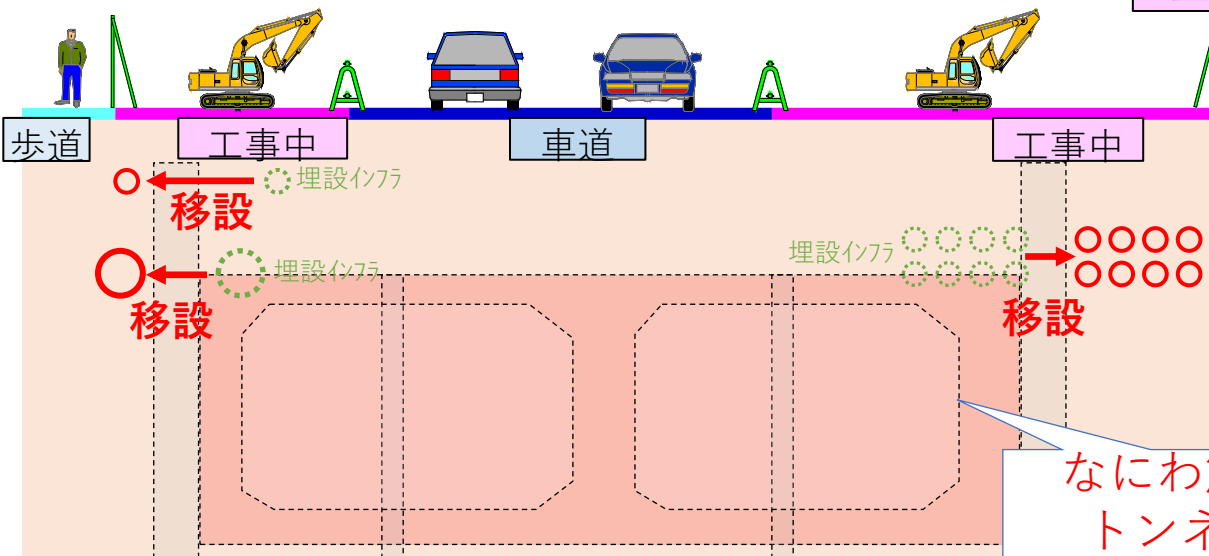 歩道
工事中
車道
工事中
埋設インフラ
移設
埋設インフラ
埋設インフラ
移設
移設
なにわ
トンネ